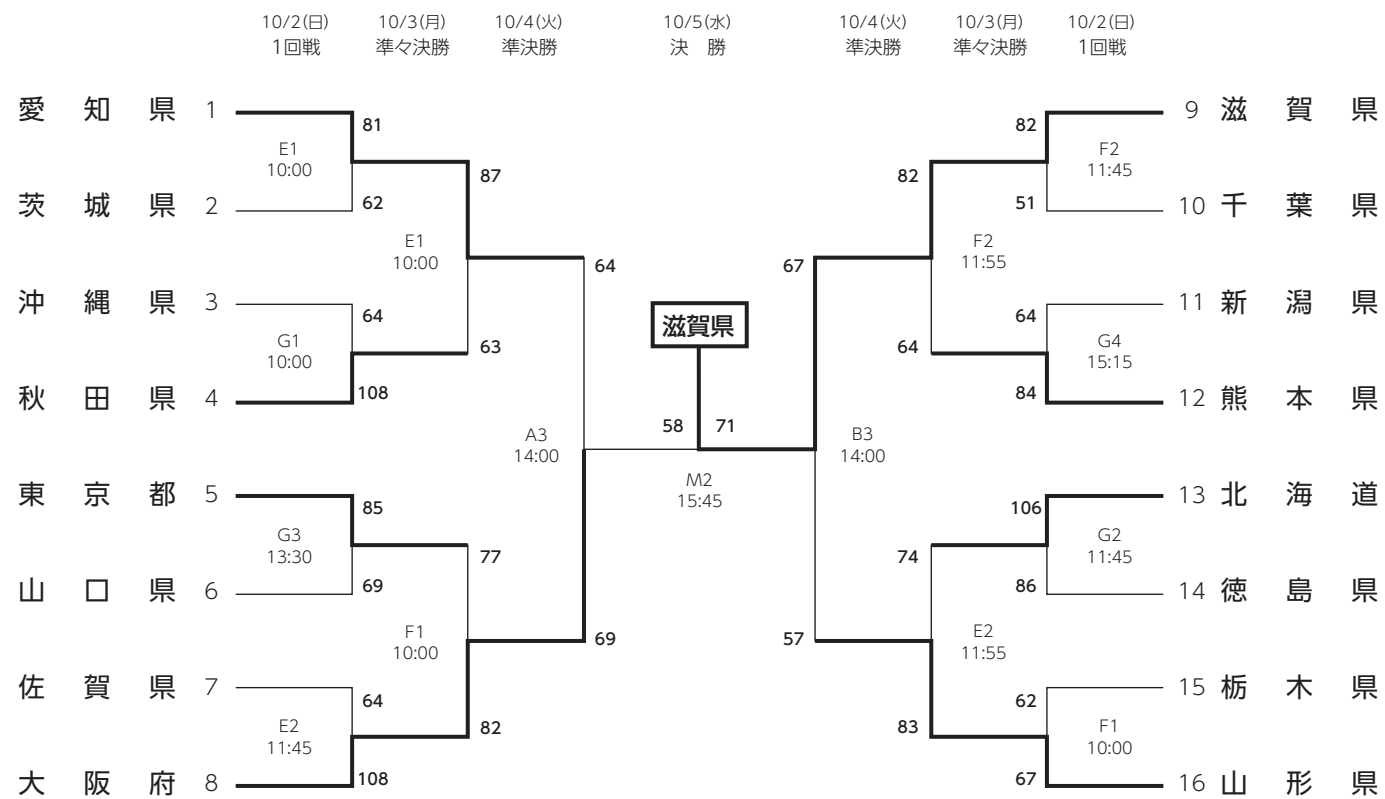 10/2(日) 10/3(月) 10/4(火) 10/5(水) 10/4(火) 10/3(月) 10/2(日)
1回戦 準々決勝 準決勝 決 勝 準決勝 準々決勝 1回戦
愛 知 県 1
81
E1
10:00
茨 城 県 2
62
87
E1
10:00
沖 縄 県 3
64
G1
10:00
秋 田 県 4
108
63
64
A3
14:00
東 京 都 5
85
G3
13:30
山 口 県 6
69
77
F1
10:00
佐 賀 県 7
64
E2
11:45
大 阪 府 8
108
82
69
滋賀県
58 71
M2
15:45
9 滋 賀 県
82
F2
11:45
10 千 葉 県
51
82
F2
11:55
11 新 潟 県
64
G4
15:15
12 熊 本 県
84
64
67
B3
14:00
13 北 海 道
106
G2
11:45
14 徳 島 県
86
74
E2
11:55
15 栃 木 県
62
F1
10:00
16 山 形 県
67
83
57